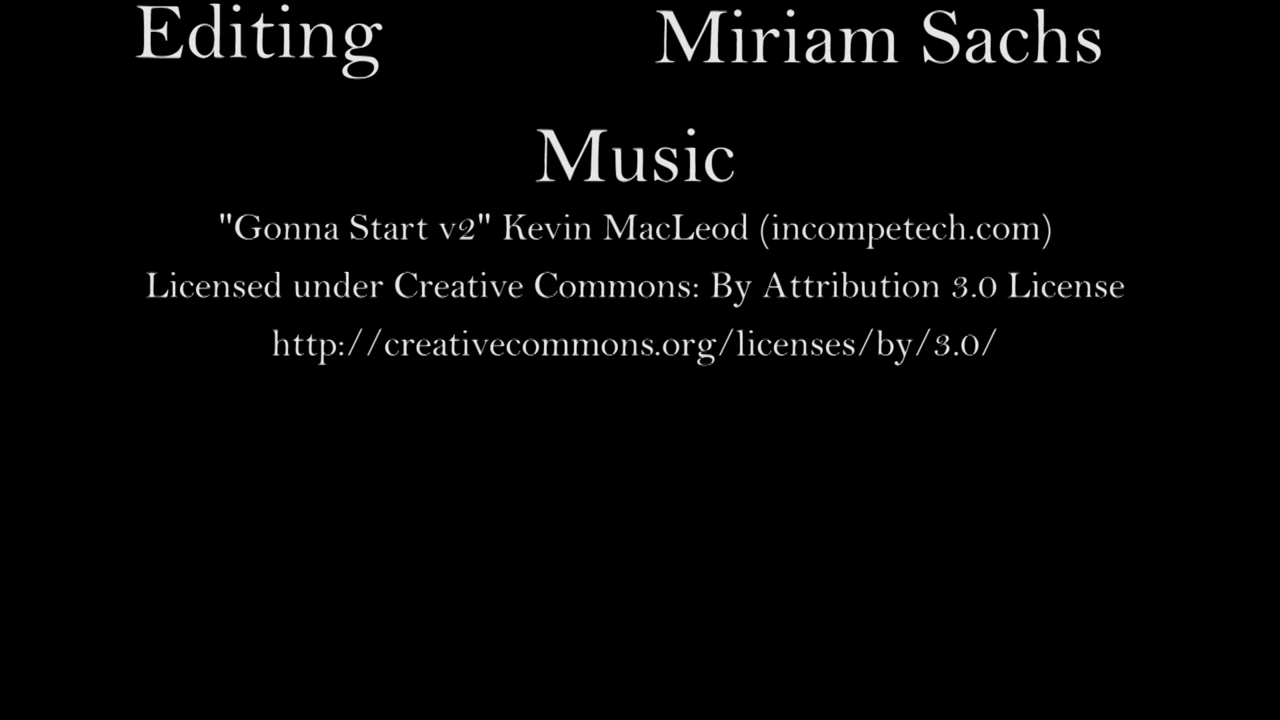 Editing Miriam Sachs
Music
"Gonna Start v2" Kevin MacLeod (incompetech.com)
Licensed under Creative Commons: By Attribution 3.0 License
http://creativecommons.org/licenses/by/3.0/